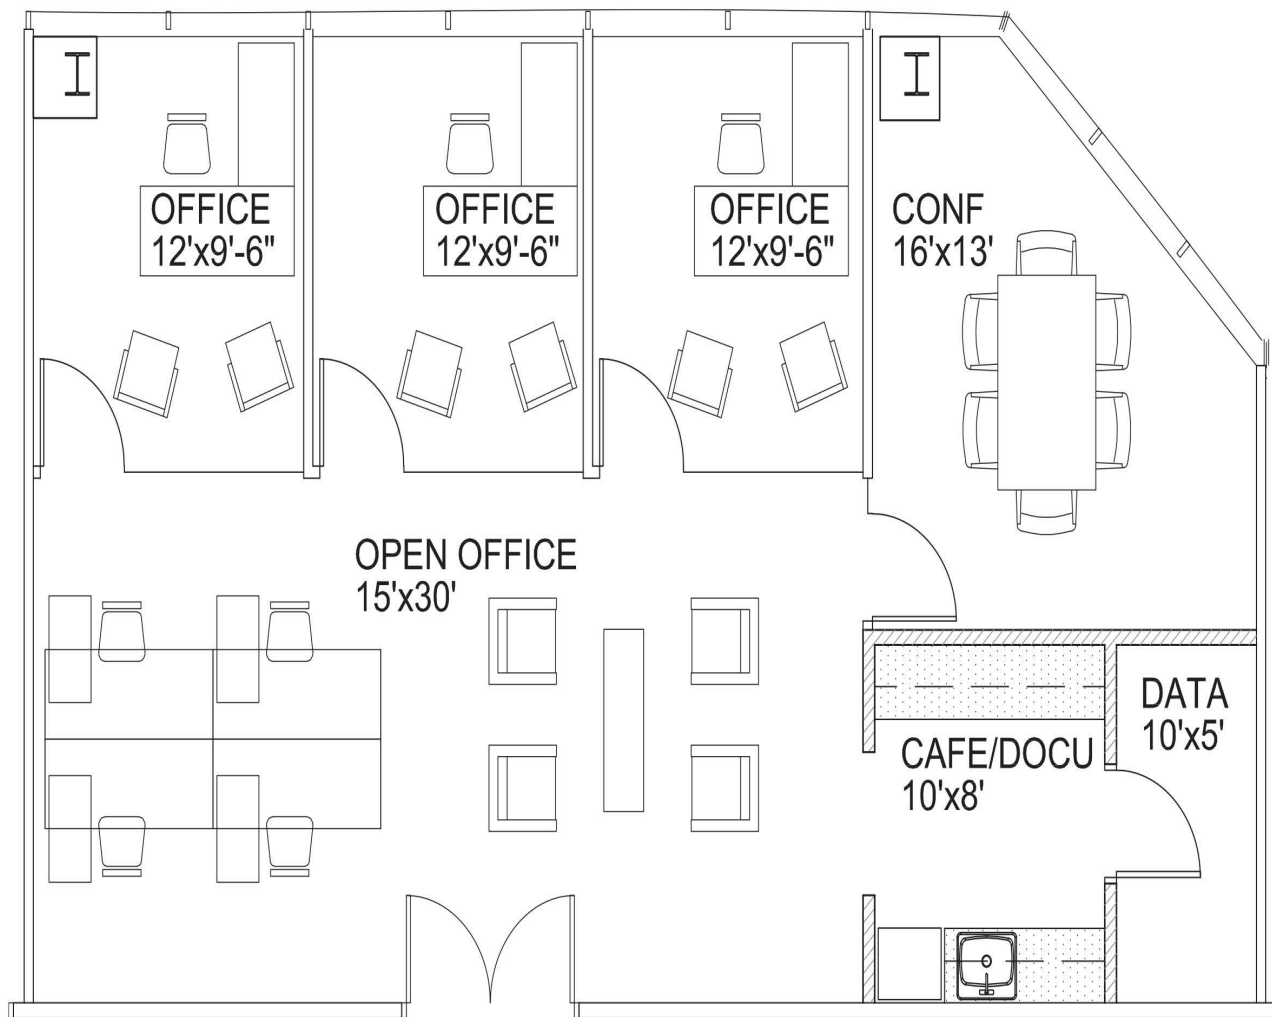 OFFICE
12'x9'-6"
OFFICE
12'x9'-6"
OFFICE
12'x9'-6"
CONF
16'x13'
OPEN OFFICE
15'x30'
DATA
10'x5'
CAFE/DOCU
10'x8'